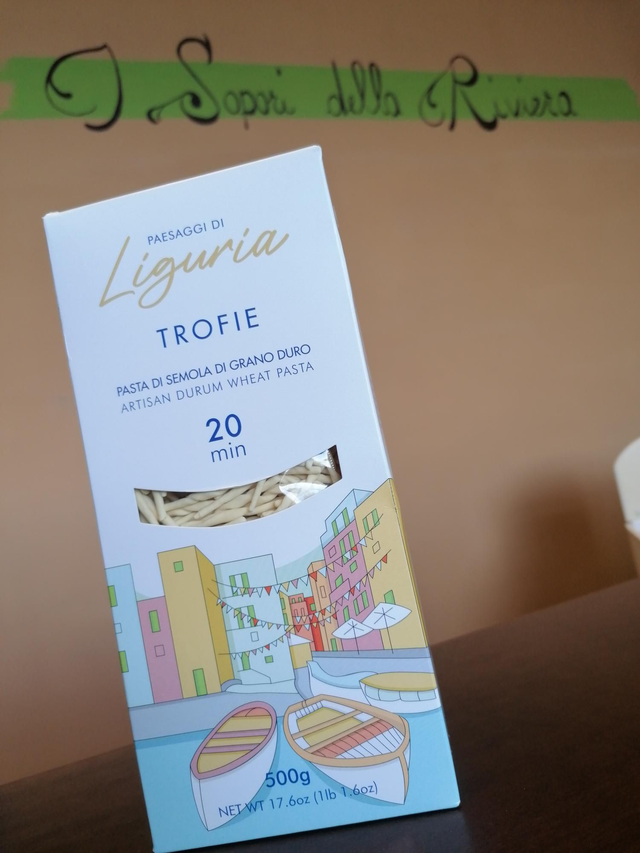 I Sapori della Riviera
PAESAGGI DI
Liguria
TROFIE
PASTA DI SEMOLA DI GRANO DURO
ARTISAN DURUM WHEAT PASTA
20
min
500g
NET WT 17.6oz (1lb 1.6oz)